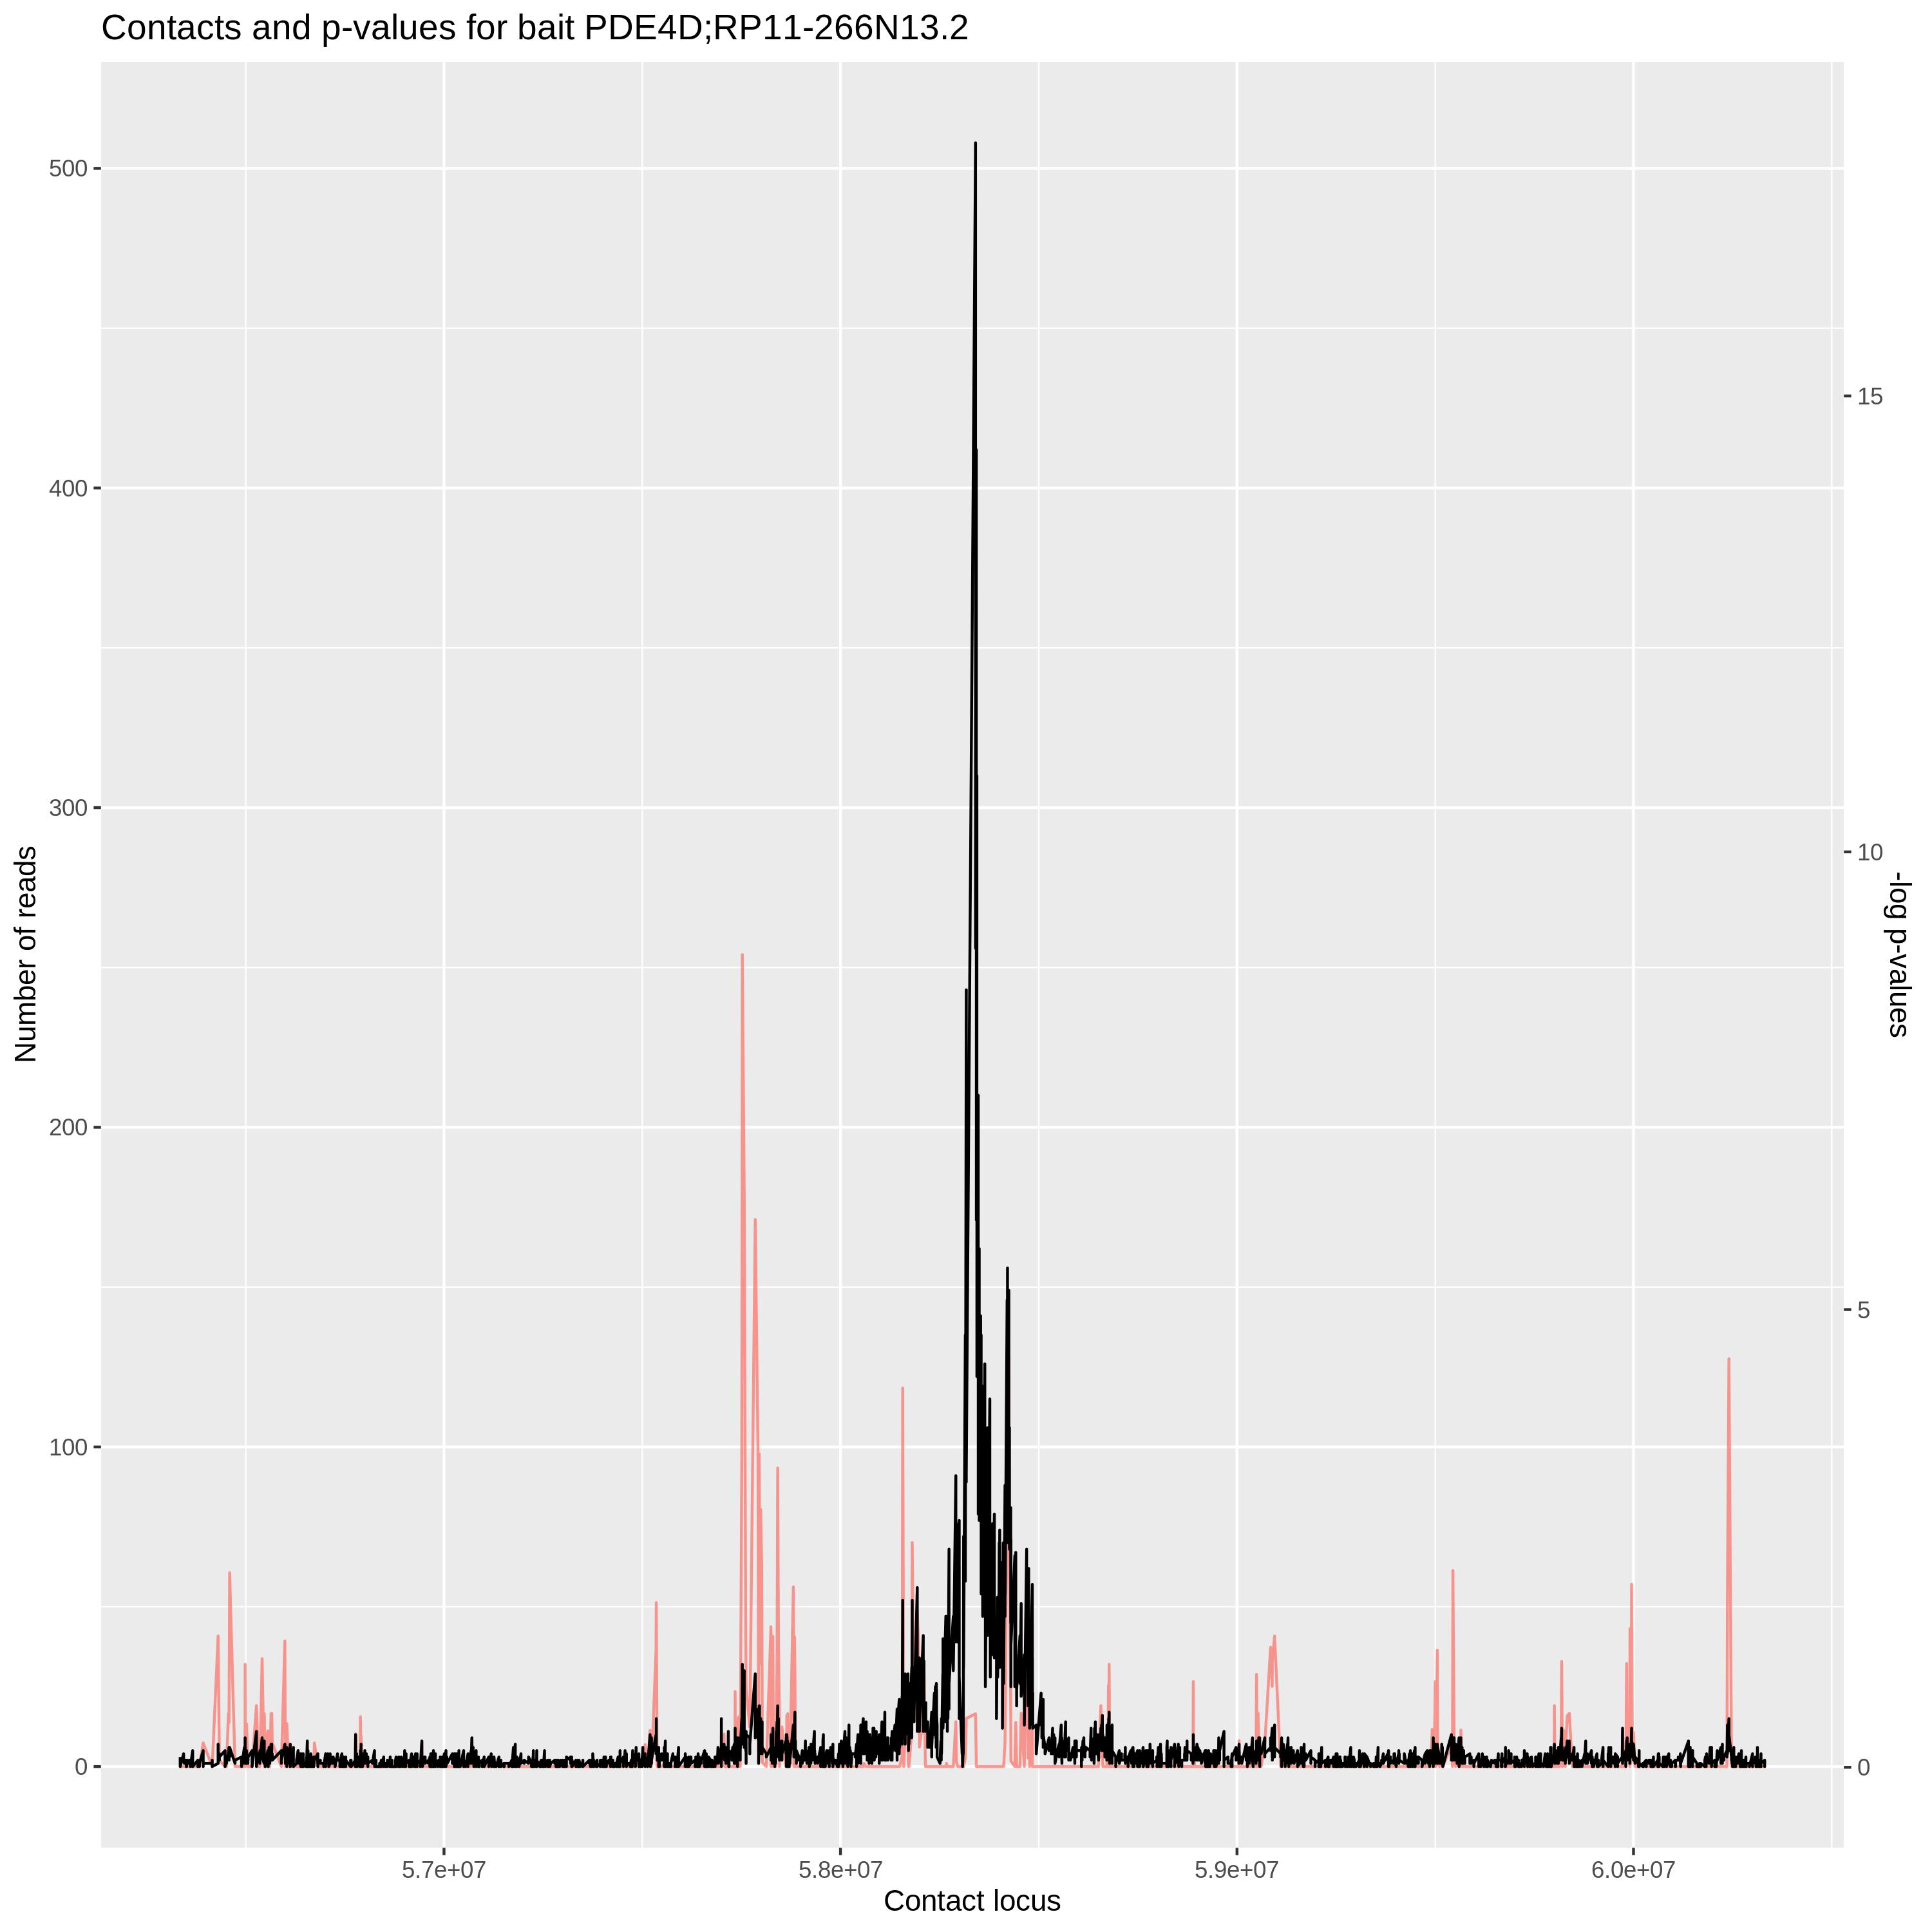 Contacts and p-values for bait PDE4D;RP11-266N13.2
500
400
300
200
100
0
Number of reads
15
10
5
0
-log p-values
5.7e+07
5.8e+07
5.9e+07
6.0e+07
Contact locus